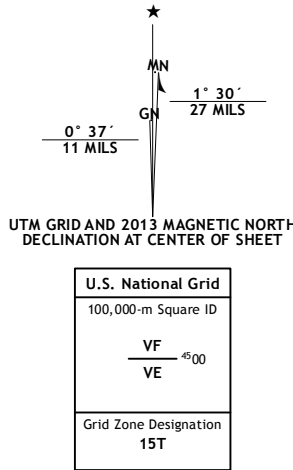 ★
MN
1° 30´
27 MILS
GN
0° 37´
11 MILS
UTM GRID AND 2013 MAGNETIC NORTH
DECLINATION AT CENTER OF SHEET
U.S. National Grid
100,000-m Square ID
VF
4500
VE
Grid Zone Designation
15T